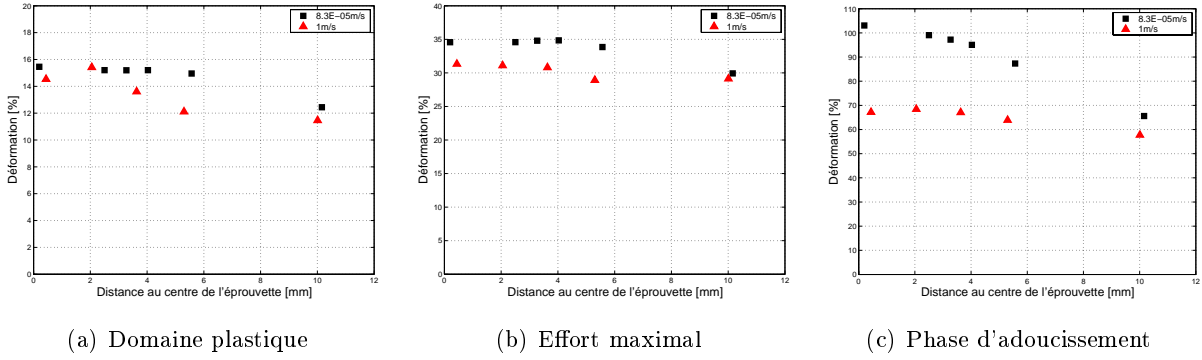 20
18
16
14
12
10
8
6
4
2
0
0 2 4 6 8 10 12
Déformation [%]
Distance au centre de l'éprouvette [mm]
8.3E−05m/s
1m/s
(a) Domaine plastique
40
35
30
25
20
15
10
5
0
0 2 4 6 8 10 12
Déformation [%]
Distance au centre de l'éprouvette [mm]
8.3E−05m/s
1m/s
(b) Effort maximal
110
100
90
80
70
60
50
40
30
20
10
0
0 2 4 6 8 10 12
Déformation [%]
Distance au centre de l'éprouvette [mm]
8.3E−05m/s
1m/s
(c) Phase d'adoucissement